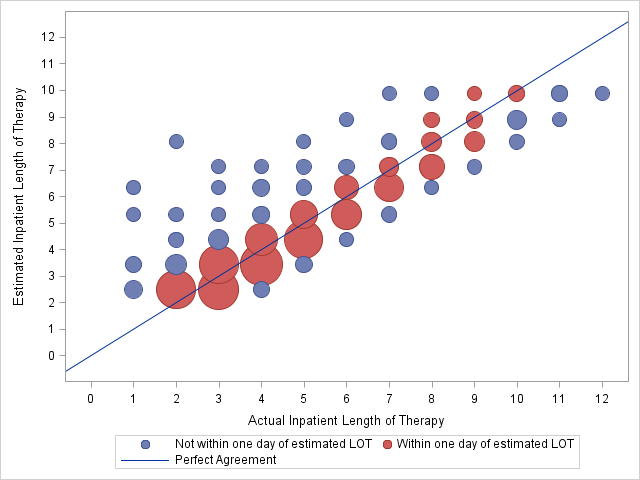 Estimated Inpatient Length of Therapy
12
11
10
9
8
7
6
5
4
3
2
1
0
0 1 2 3 4 5 6 7 8 9 10 11 12
Actual Inpatient Length of Therapy
Not within one day of estimated LOT Within one day of estimated LOT
Perfect Agreement